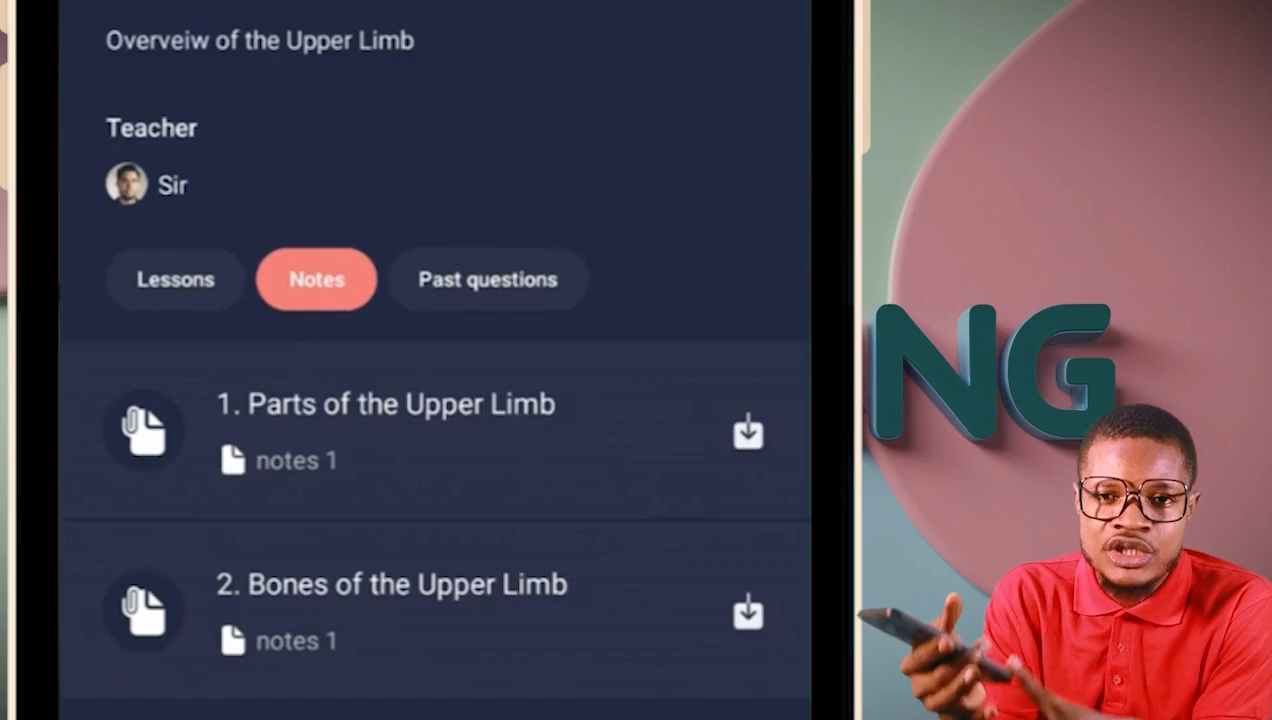 Overveiw of the Upper Limb
Teacher
Sir
Lessons
Notes
Past questions
1. Parts of the Upper Limb
notes 1
2. Bones of the Upper Limb
notes 1
NG